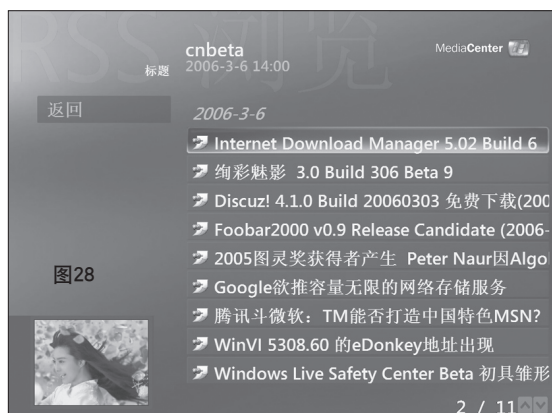 RSS 浏览
cnbeta
MediaCenter
标题 2006-3-6 14:00
返回
2006-3-6
Internet Download Manager 5.02 Build 6
绚彩魅影 3.0 Build 306 Beta 9
Discuz! 4.1.0 Build 20060303 免费下载(200
Foobar2000 v0.9 Release Candidate (2006-
2005图灵奖获得者产生 Peter Naur因Algo
Google欲推容量无限的网络存储服务
腾讯斗微软：TM能否打造中国特色MSN?
WinVI 5308.60 的eDonkey地址出现
Windows Live Safety Center Beta 初具雏形
图28
2 / 11